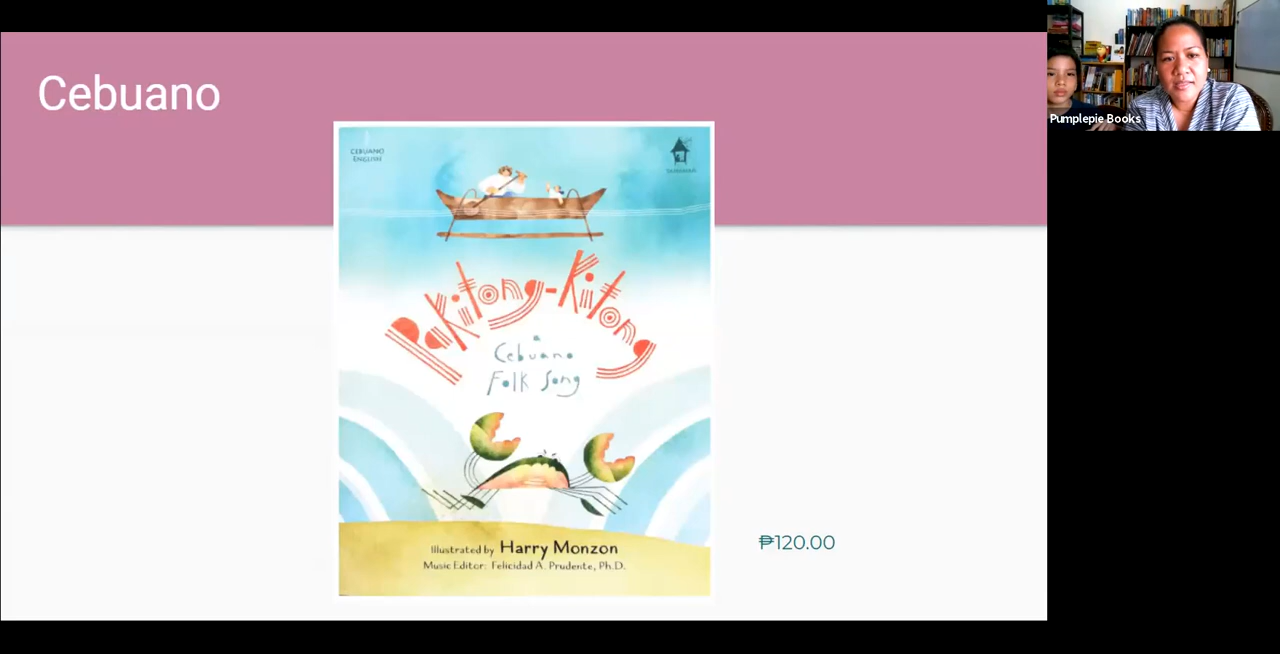 Cebuano
CEBUANO
ENGLISH
TAHANAN
Pakitong-Kitong
a
Cebuano
Folk Song
Illustrated by Harry Monzon
Music Editor: Felicidad A. Prudente, Ph.D.
₱120.00
Pumplepie Books